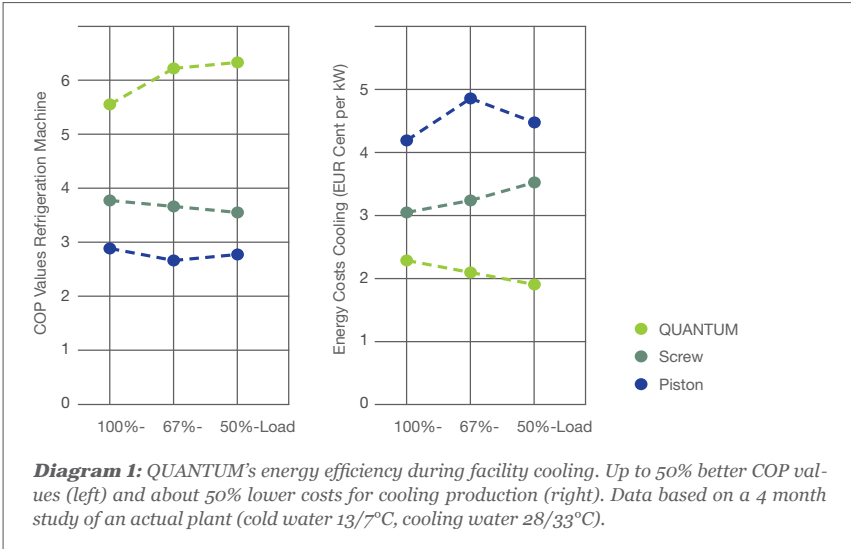 COP Values Refrigeration Machine
6
5
4
3
2
1
0
100%-
67%-
50%-Load
Energy Costs Cooling (EUR Cent per kW)
5
4
3
2
1
0
100%-
67%-
50%-Load
QUANTUM
Screw
Piston
Diagram 1: QUANTUM's energy efficiency during facility cooling. Up to 50% better COP val-
ues (left) and about 50% lower costs for cooling production (right). Data based on a 4 month
study of an actual plant (cold water 13/7°C, cooling water 28/33°C).